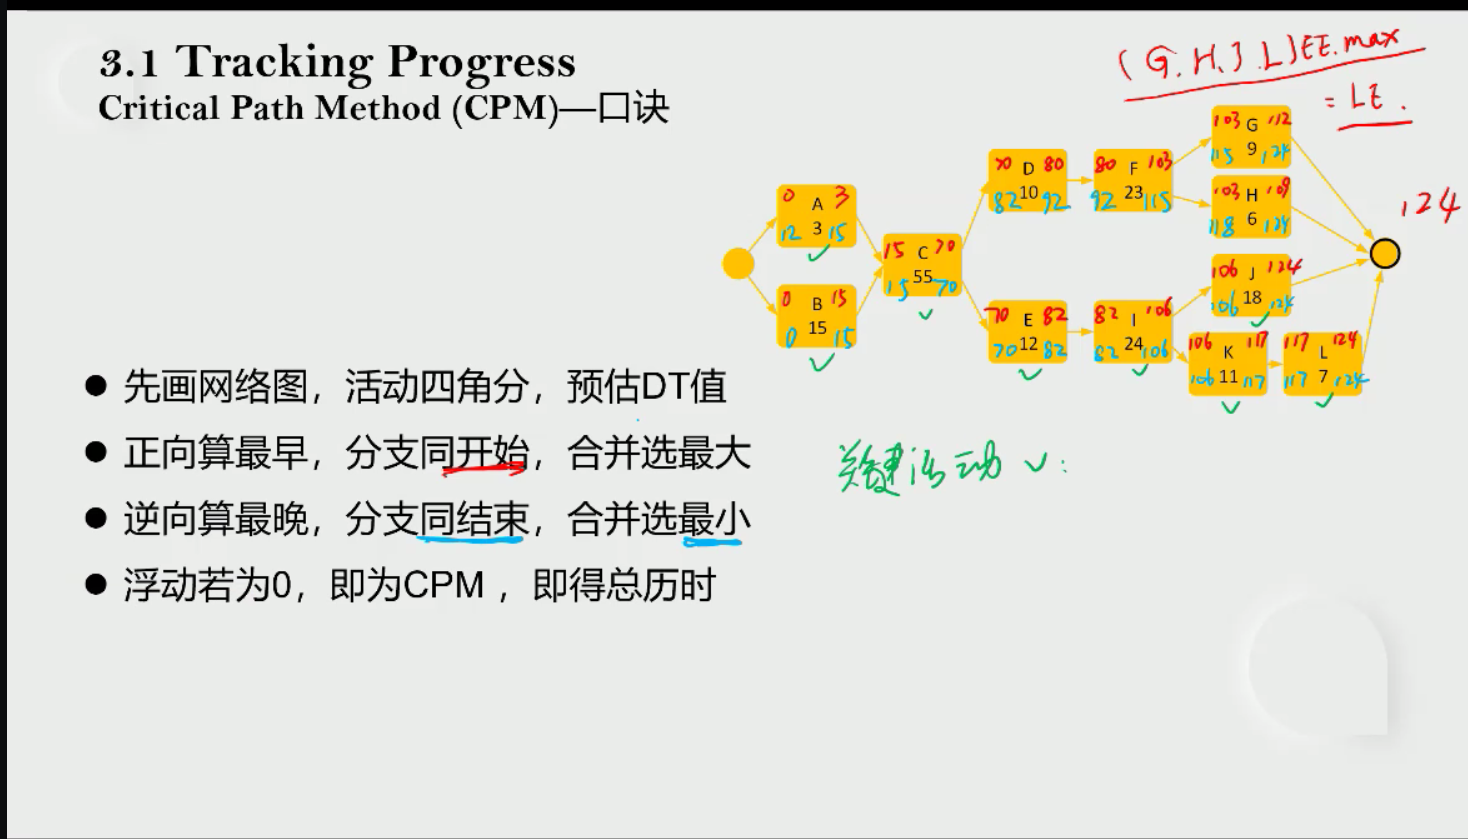 3.1 Tracking Progress
Critical Path Method (CPM)—口诀
(G.H.J.L)EE.max
= LE.
103 G 112
115 9 124
70 D 80
82 10 92
80 F 103
92 23 115
103 H 109
118 6 124
124
0 A 3
12 3 15
15 C 70
15 55 70
106 J 124
106 18 124
0 B 15
0 15 15
70 E 82
70 12 82
82 I 106
82 24 106
106 K 117
106 11 117
117 L 124
117 7 124
先画网络图，活动四角分，预估DT值
正向算最早，分支同开始，合并选最大
逆向算最晚，分支同结束，合并选最小
浮动若为0，即为CPM ，即得总历时
关键活动 ✓: